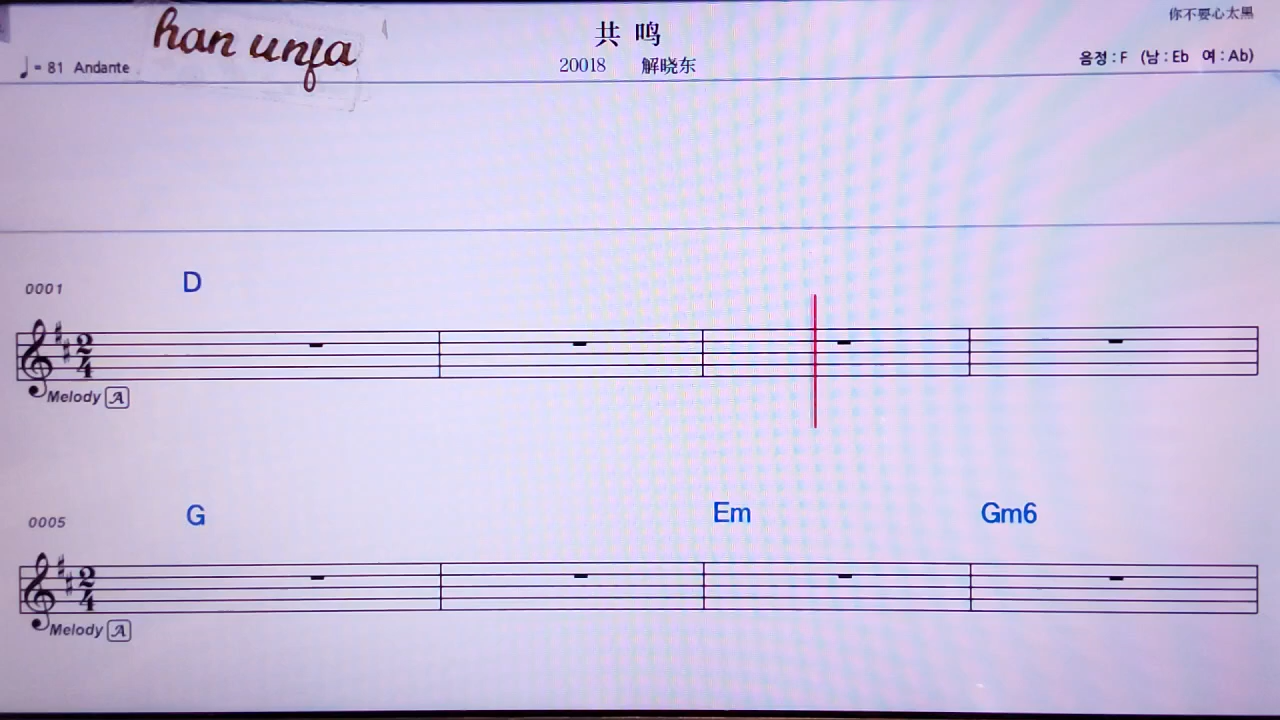 han unfa
共 鸣
你不要心太黑
♩= 81 Andante
20018 解晓东
음정 : F (남 : Eb 여 : Ab)
0001
D
Melody A
0005
G Em Gm6
Melody A